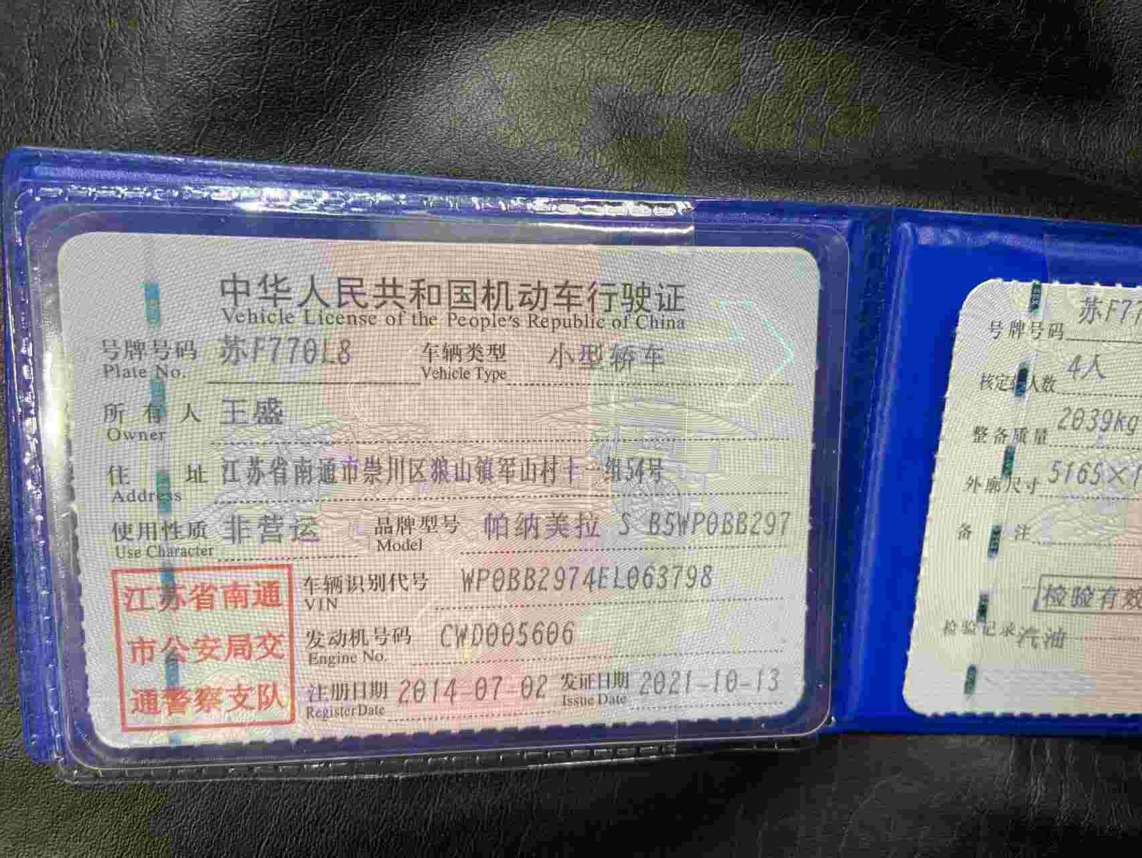 中华人民共和国机动车行驶证
Vehicle License of the People's Republic of China
号牌号码 苏F770L8 车辆类型 小型轿车
Plate No. Vehicle Type
所有人 王盛
Owner
住址 江苏省南通市崇川区狼山镇军山村十一组54号
Address
使用性质 非营运 品牌型号 帕纳美拉 S B5WP0BB297
Use Character Model
江苏省南通
市公安局交
通警察支队
车辆识别代号 WP0BB2974EL063798
VIN
发动机号码 CWD005606
Engine No.
注册日期 2014-07-02 发证日期 2021-10-13
Register Date Issue Date
号牌号码 苏F77
核定载人数 4人
整备质量 2039kg
外廓尺寸 5165×1
备注
检验有效
检验记录 汽油